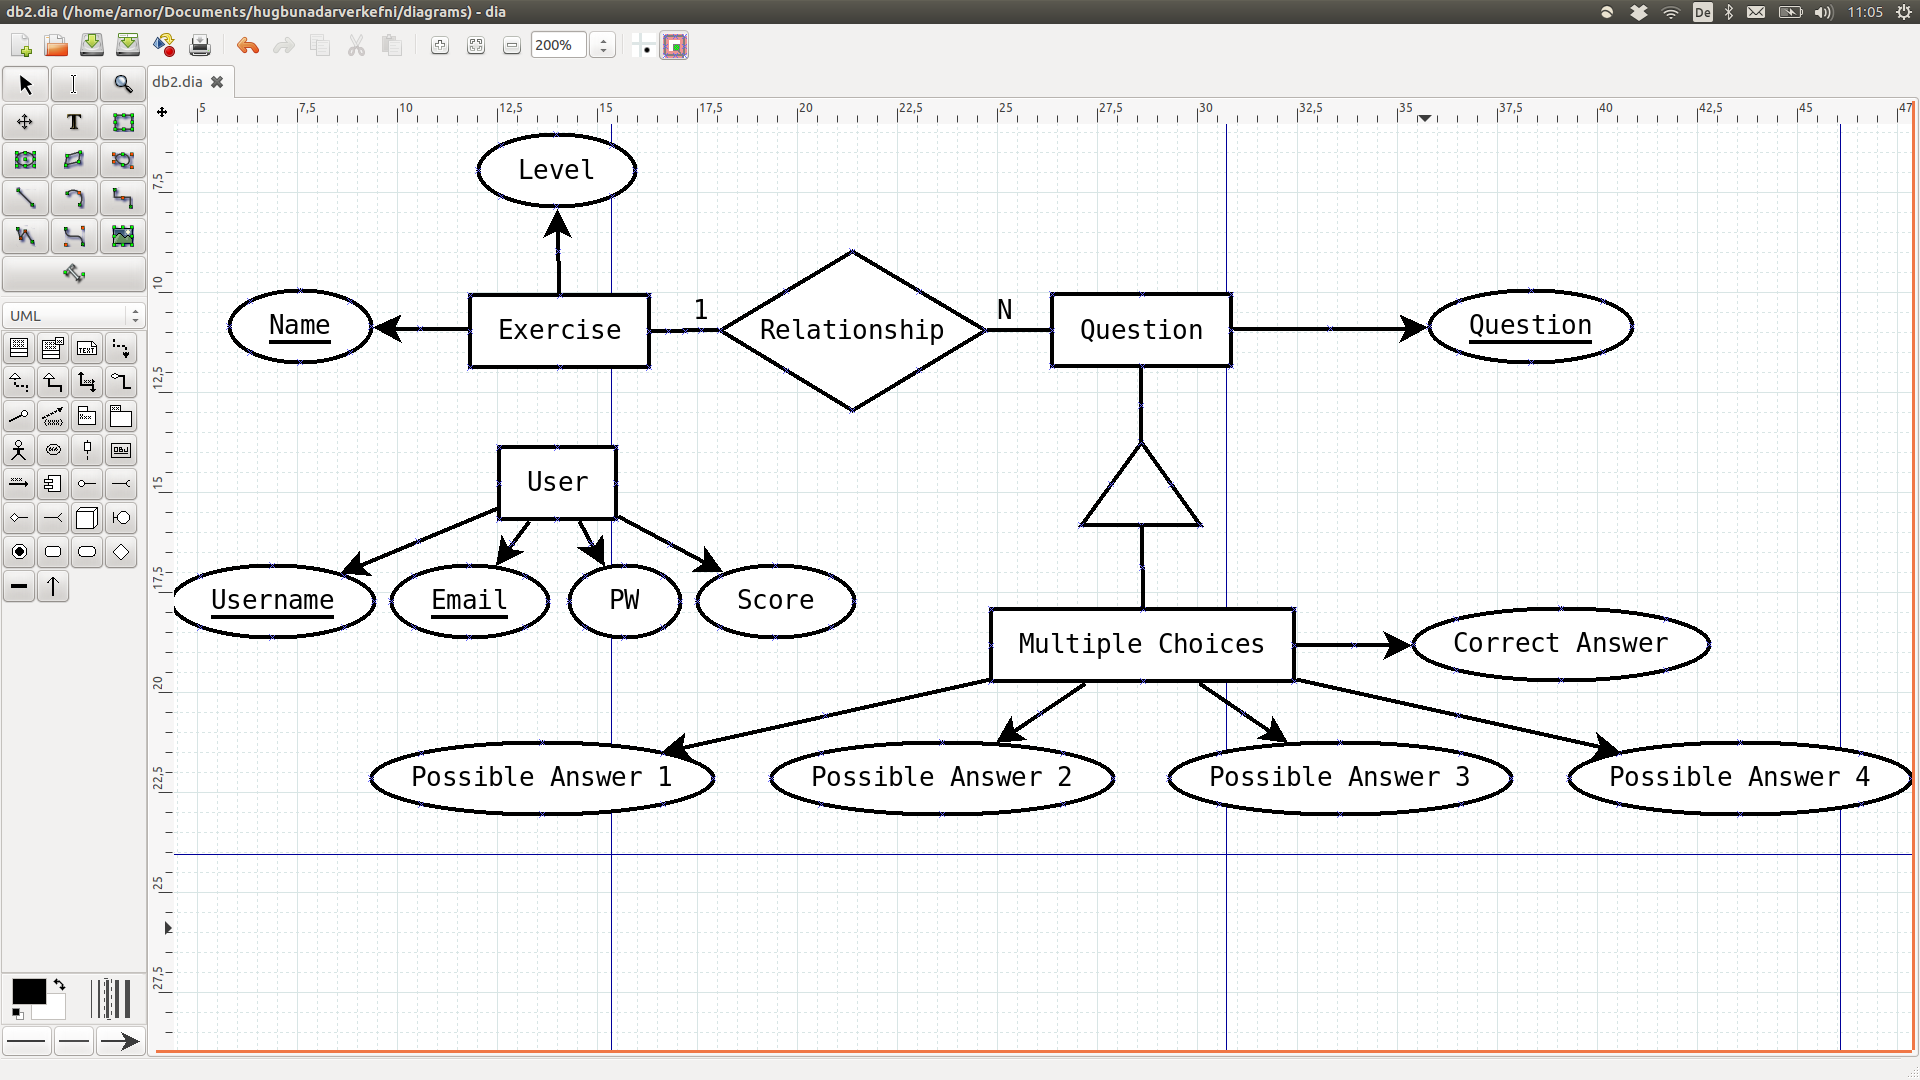 db2.dia (/home/arnor/Documents/hugbunadarverkefni/diagrams) - dia
De
11:05
200%
db2.dia
5 7,5 10 12,5 15 17,5 20 22,5 25 27,5 30 32,5 35 37,5 40 42,5 45 47
7,5
10
12,5
15
17,5
20
22,5
25
27,5
T
UML
TEXT
Level
Name
Exercise
1
Relationship
N
Question
Question
User
Username
Email
PW
Score
Multiple Choices
Correct Answer
Possible Answer 1
Possible Answer 2
Possible Answer 3
Possible Answer 4